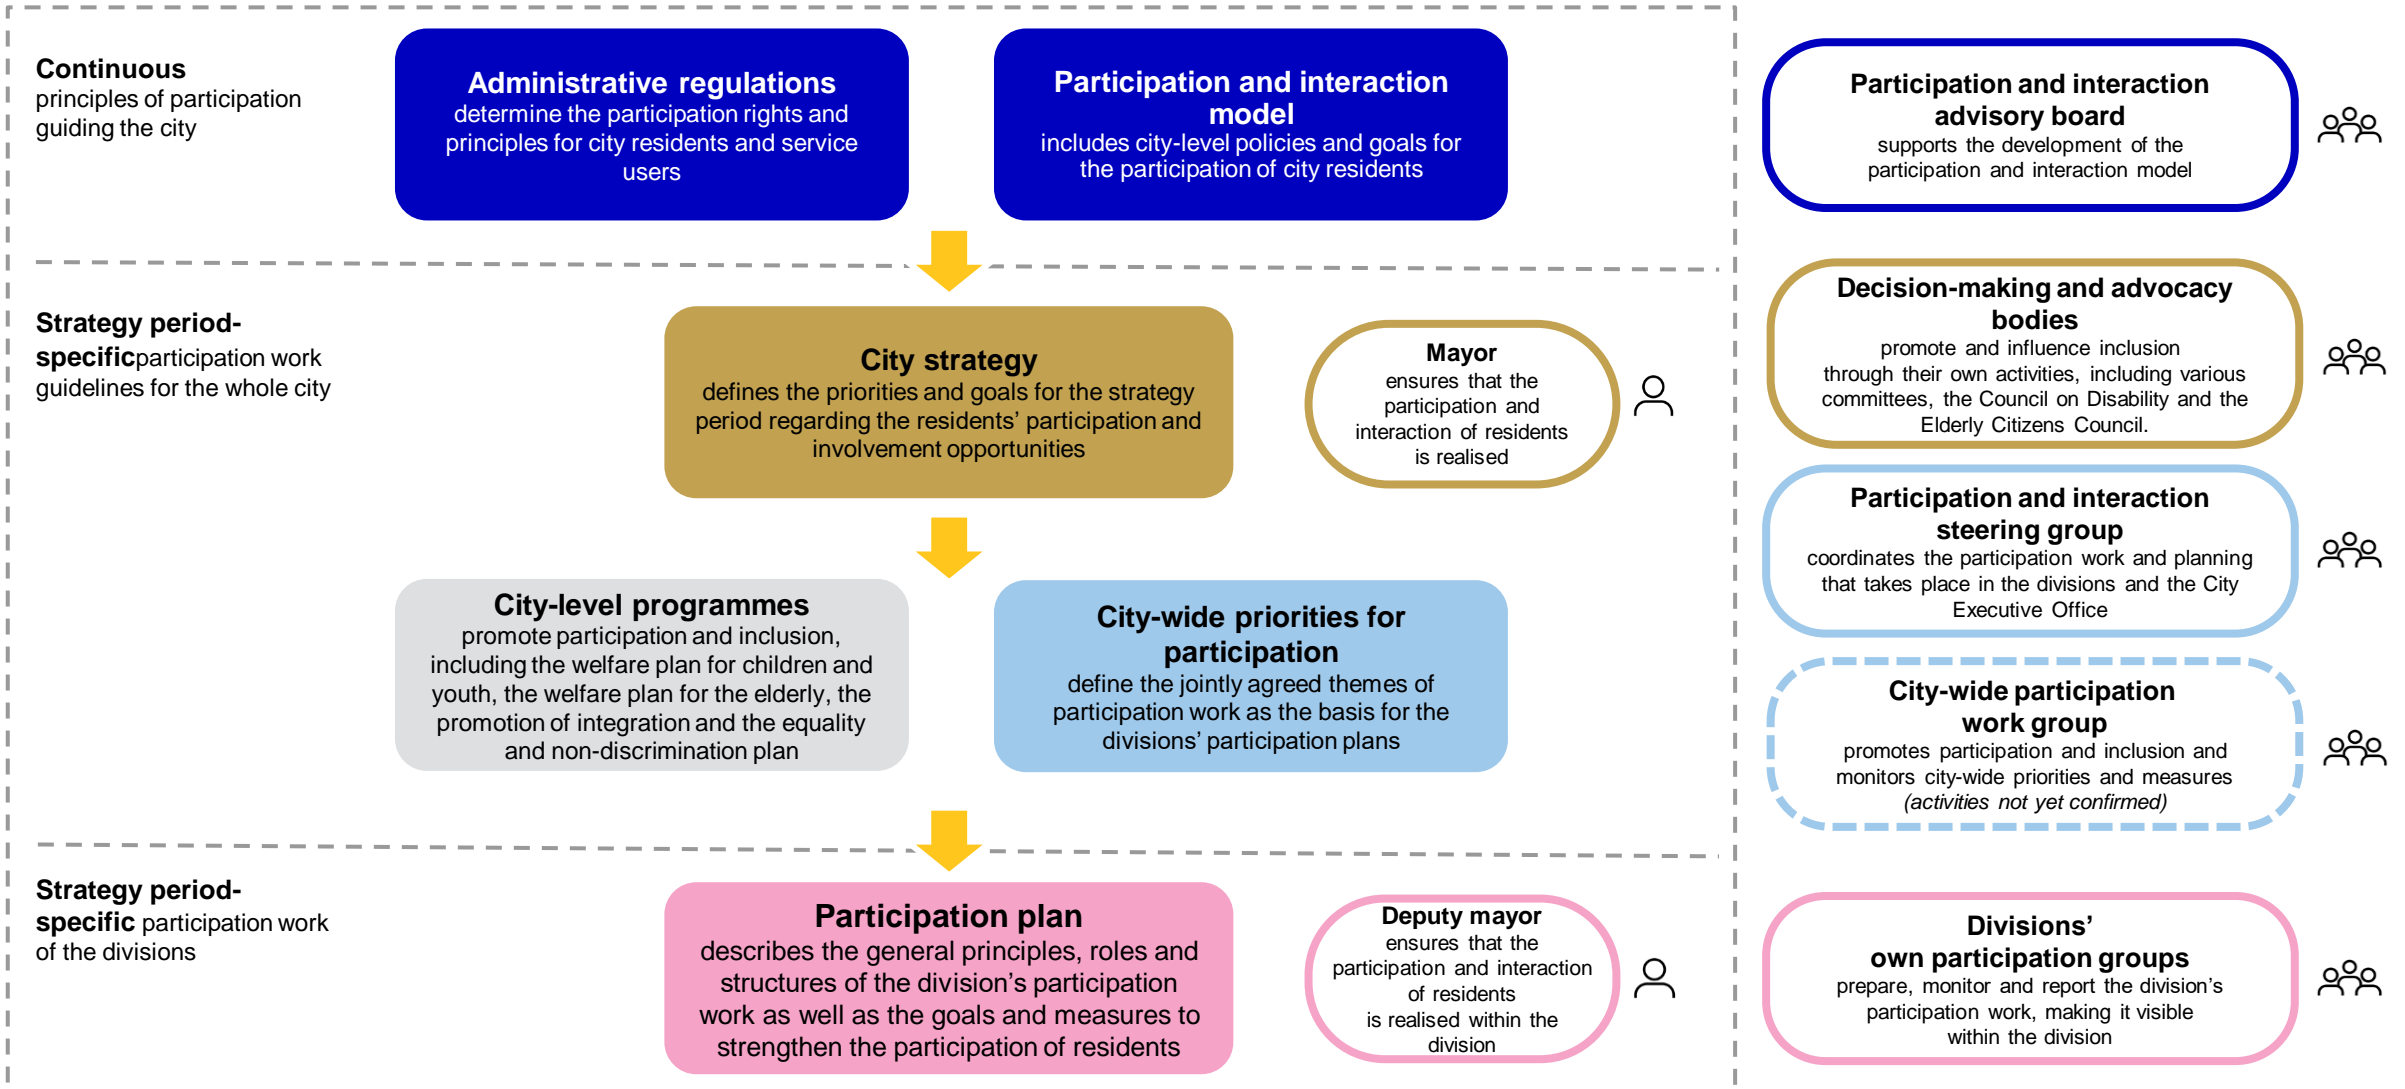 Continuous
principles of participation
guiding the city
Administrative regulations
determine the participation rights and
principles for city residents and service
users
Participation and interaction
model
includes city-level policies and goals for
the participation of city residents
Participation and interaction
advisory board
supports the development of the
participation and interaction model
Strategy period-
specificparticipation work
guidelines for the whole city
City strategy
defines the priorities and goals for the strategy
period regarding the residents’ participation and
involvement opportunities
Mayor
ensures that the
participation and
interaction of residents
is realised
Decision-making and advocacy
bodies
promote and influence inclusion
through their own activities, including various
committees, the Council on Disability and the
Elderly Citizens Council.
Participation and interaction
steering group
coordinates the participation work and planning
that takes place in the divisions and the City
Executive Office
City-level programmes
promote participation and inclusion,
including the welfare plan for children and
youth, the welfare plan for the elderly, the
promotion of integration and the equality
and non-discrimination plan
City-wide priorities for
participation
define the jointly agreed themes of
participation work as the basis for the
divisions’ participation plans
City-wide participation
work group
promotes participation and inclusion and
monitors city-wide priorities and measures
(activities not yet confirmed)
Strategy period-
specific participation work
of the divisions
Participation plan
describes the general principles, roles and
structures of the division’s participation
work as well as the goals and measures to
strengthen the participation of residents
Deputy mayor
ensures that the
participation and interaction
of residents
is realised within the
division
Divisions’
own participation groups
prepare, monitor and report the division’s
participation work, making it visible
within the division